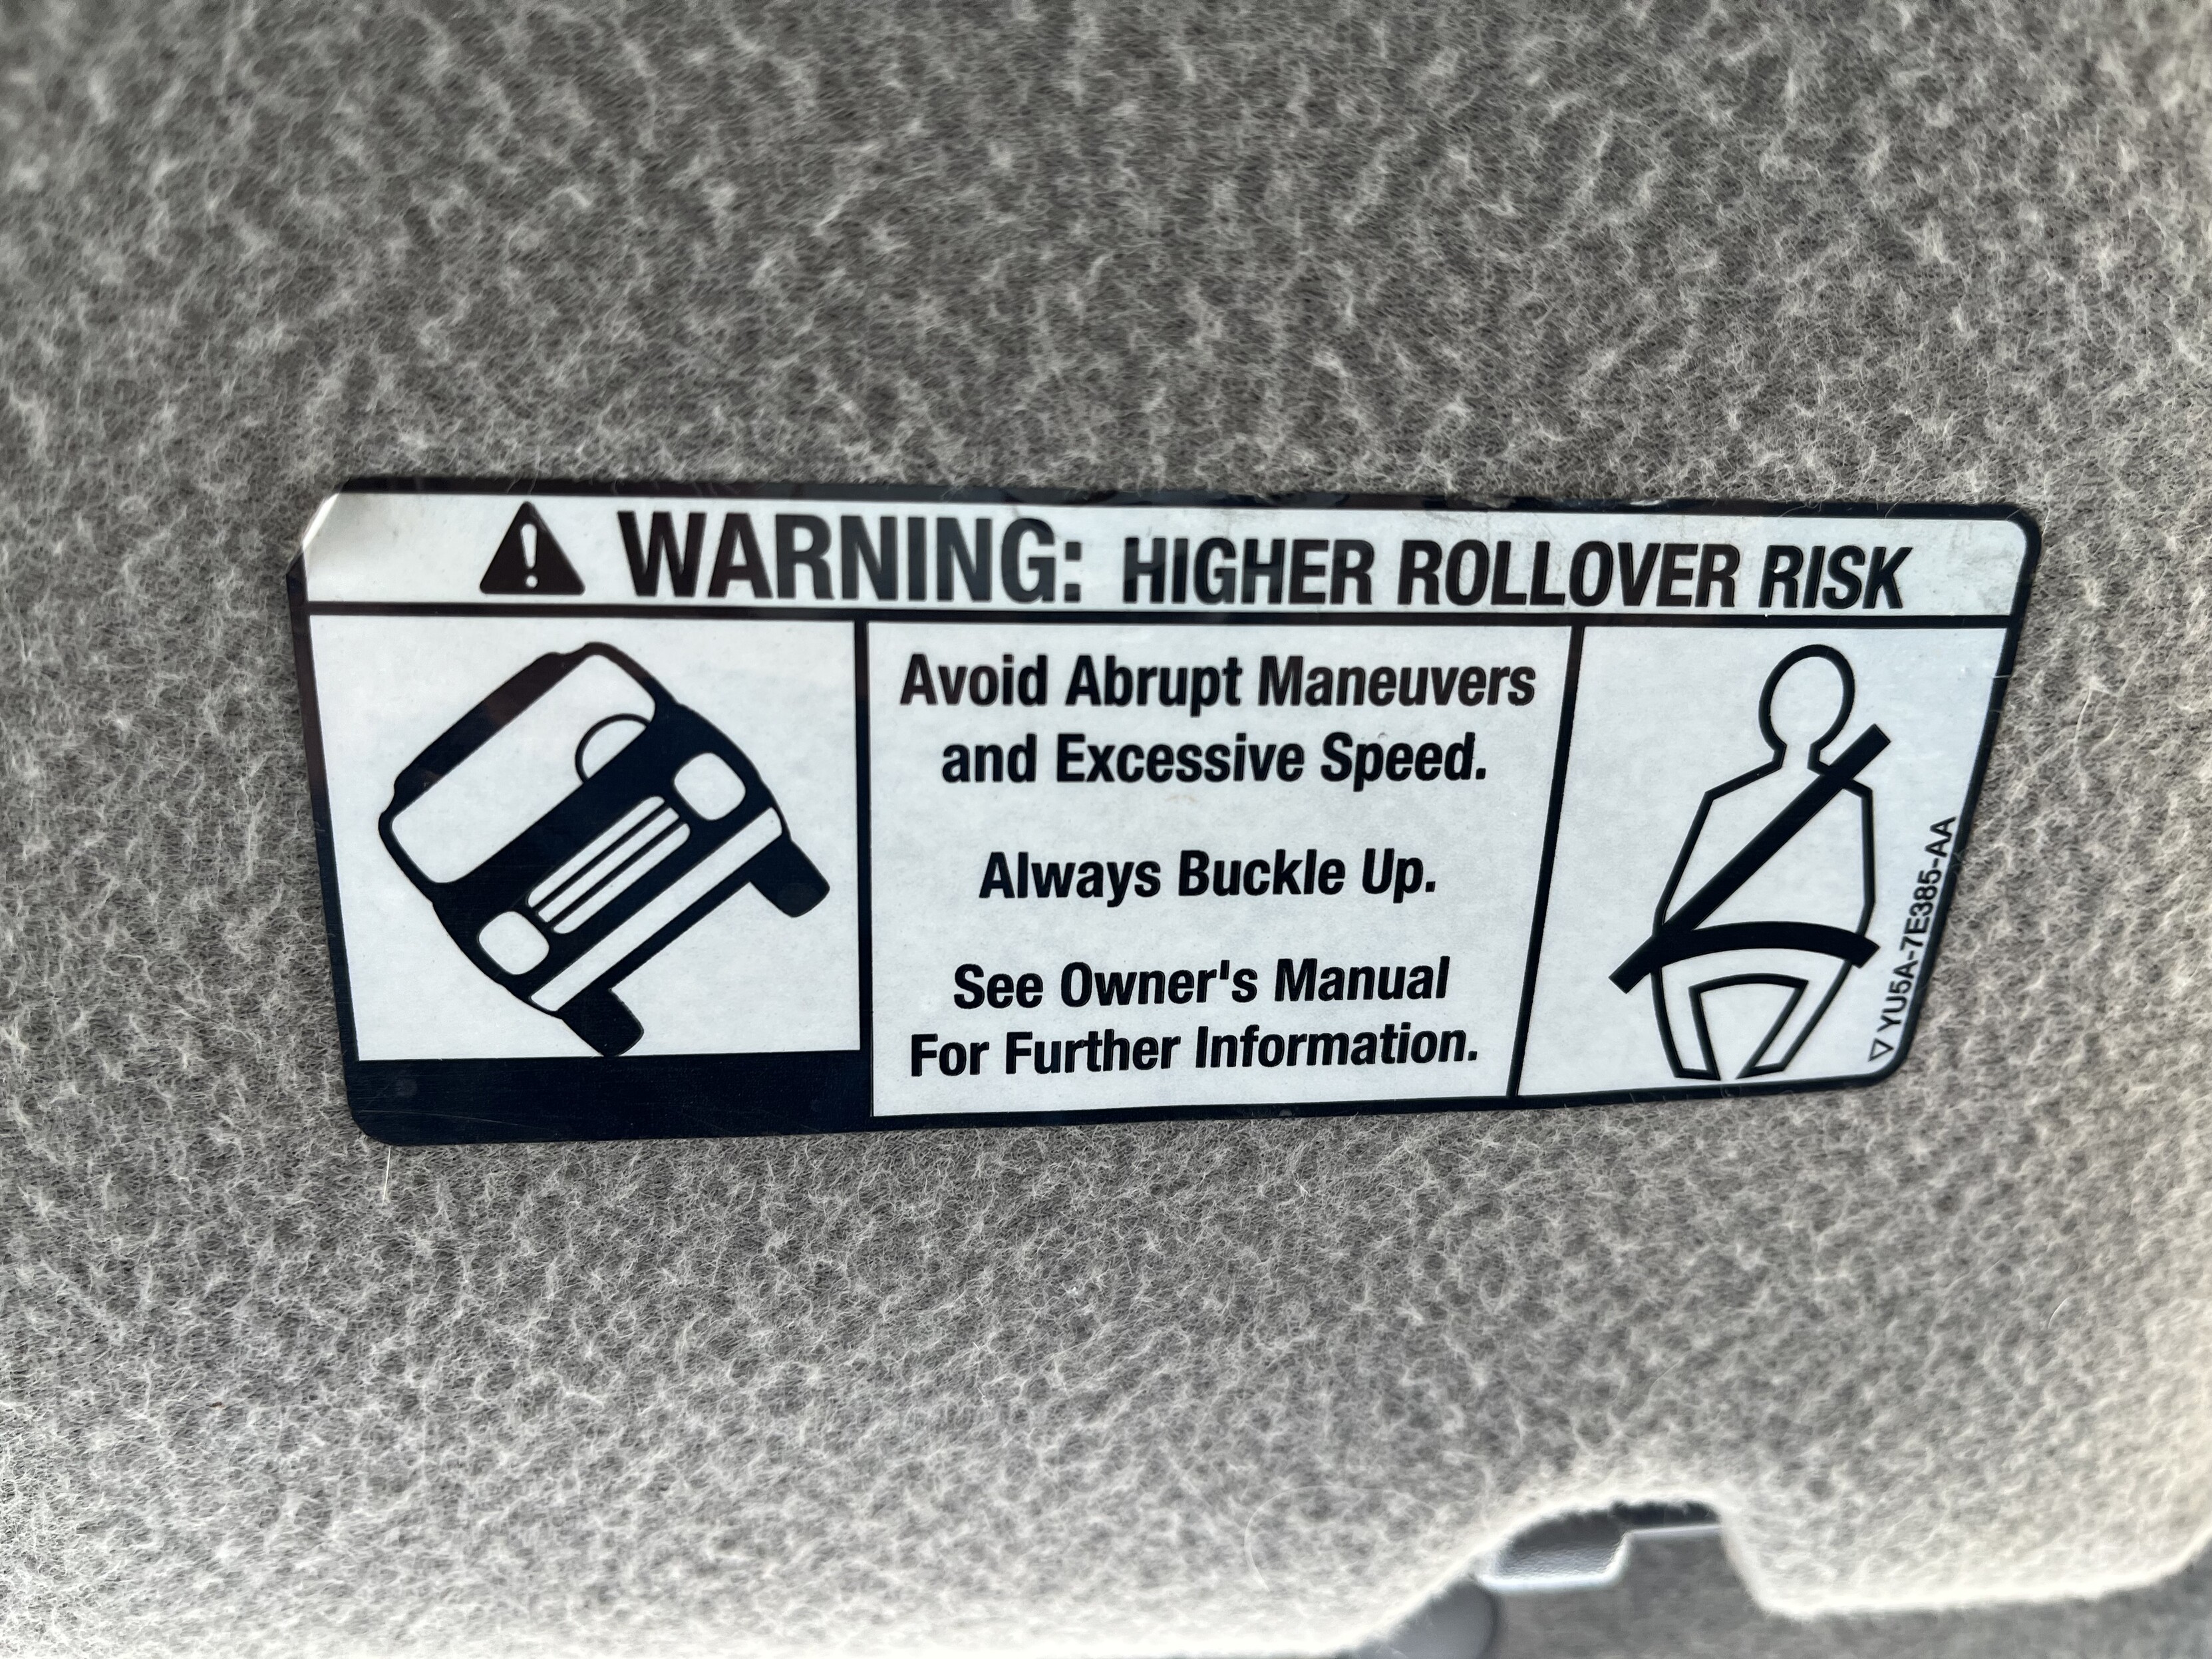 WARNING: HIGHER ROLLOVER RISK
Avoid Abrupt Maneuvers
and Excessive Speed.
Always Buckle Up.
See Owner's Manual
For Further Information.
YU5A-7E385-AA